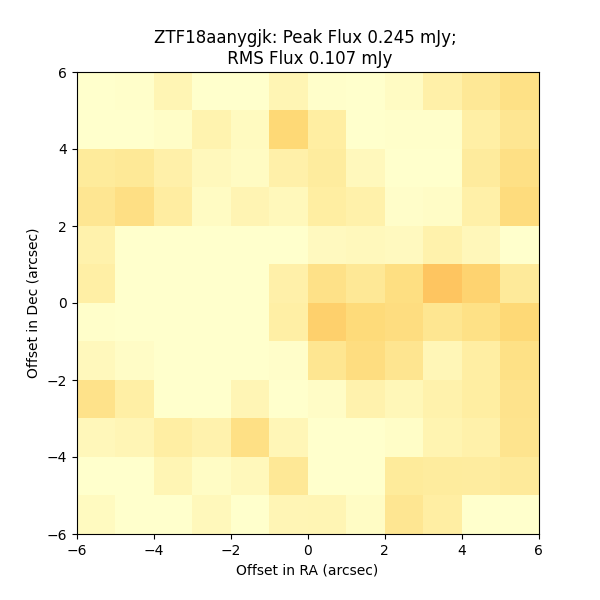 ZTF18aanygjk: Peak Flux 0.245 mJy;
RMS Flux 0.107 mJy
6
4
2
0
−2
−4
−6
Offset in Dec (arcsec)
−6 −4 −2 0 2 4 6
Offset in RA (arcsec)